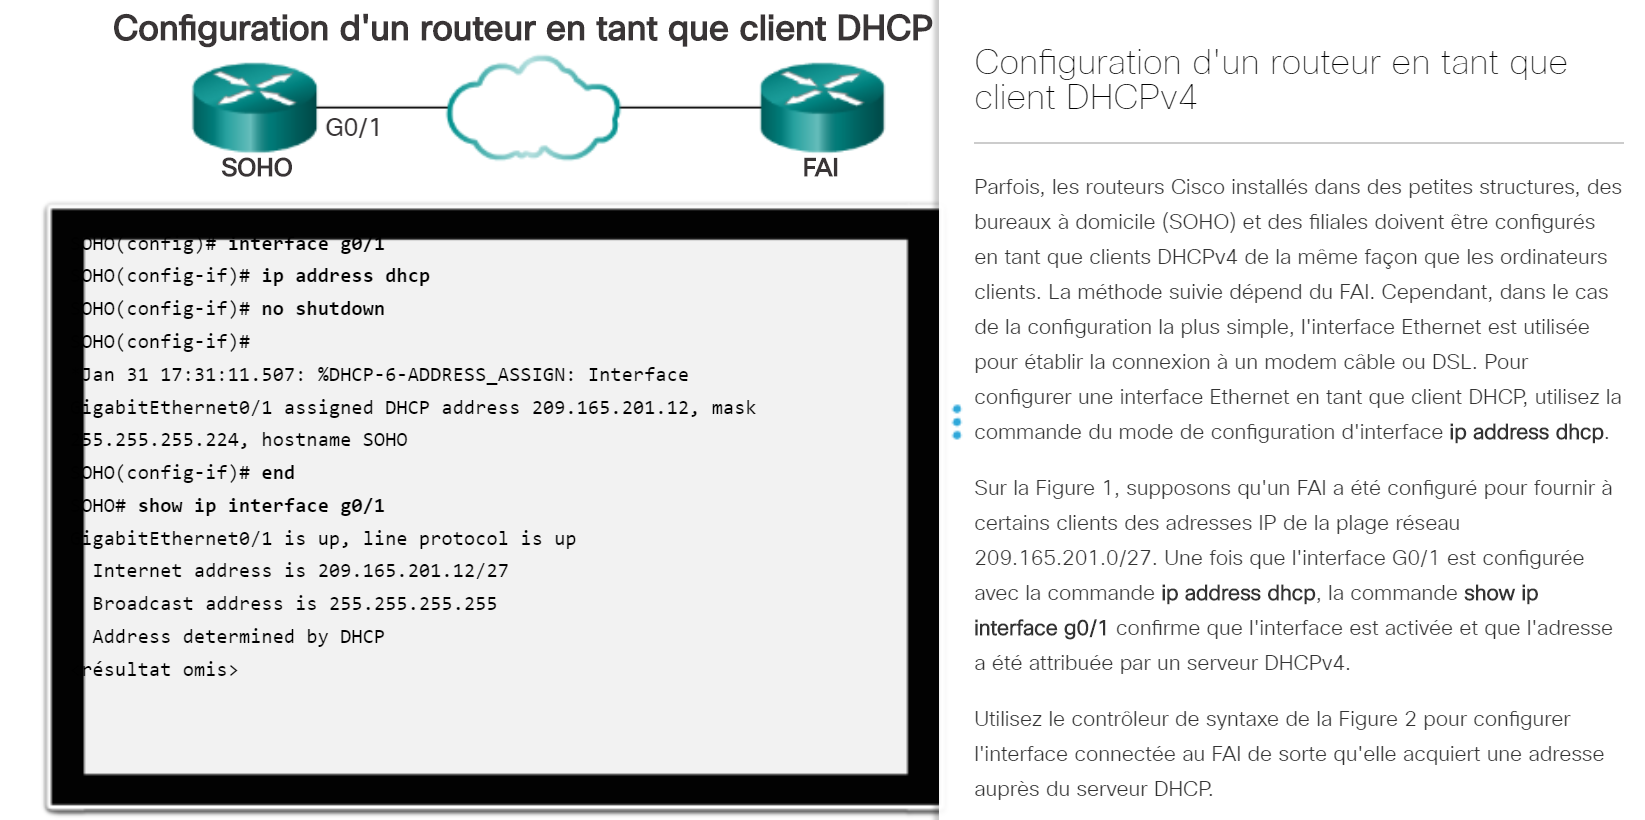 Configuration d'un routeur en tant que client DHCP
G0/1
SOHO
FAI
OHO(config)# interface g0/1
OHO(config-if)# ip address dhcp
OHO(config-if)# no shutdown
OHO(config-if)#
Jan 31 17:31:11.507: %DHCP-6-ADDRESS_ASSIGN: Interface
igabitEthernet0/1 assigned DHCP address 209.165.201.12, mask
55.255.255.224, hostname SOHO
OHO(config-if)# end
OHO# show ip interface g0/1
igabitEthernet0/1 is up, line protocol is up
Internet address is 209.165.201.12/27
Broadcast address is 255.255.255.255
Address determined by DHCP
résultat omis>
Configuration d'un routeur en tant que
client DHCPv4
Parfois, les routeurs Cisco installés dans des petites structures, des
bureaux à domicile (SOHO) et des filiales doivent être configurés
en tant que clients DHCPv4 de la même façon que les ordinateurs
clients. La méthode suivie dépend du FAI. Cependant, dans le cas
de la configuration la plus simple, l'interface Ethernet est utilisée
pour établir la connexion à un modem câble ou DSL. Pour
configurer une interface Ethernet en tant que client DHCP, utilisez la
commande du mode de configuration d'interface ip address dhcp.
Sur la Figure 1, supposons qu'un FAI a été configuré pour fournir à
certains clients des adresses IP de la plage réseau
209.165.201.0/27. Une fois que l'interface G0/1 est configurée
avec la commande ip address dhcp, la commande show ip
interface g0/1 confirme que l'interface est activée et que l'adresse
a été attribuée par un serveur DHCPv4.
Utilisez le contrôleur de syntaxe de la Figure 2 pour configurer
l'interface connectée au FAI de sorte qu'elle acquiert une adresse
auprès du serveur DHCP.